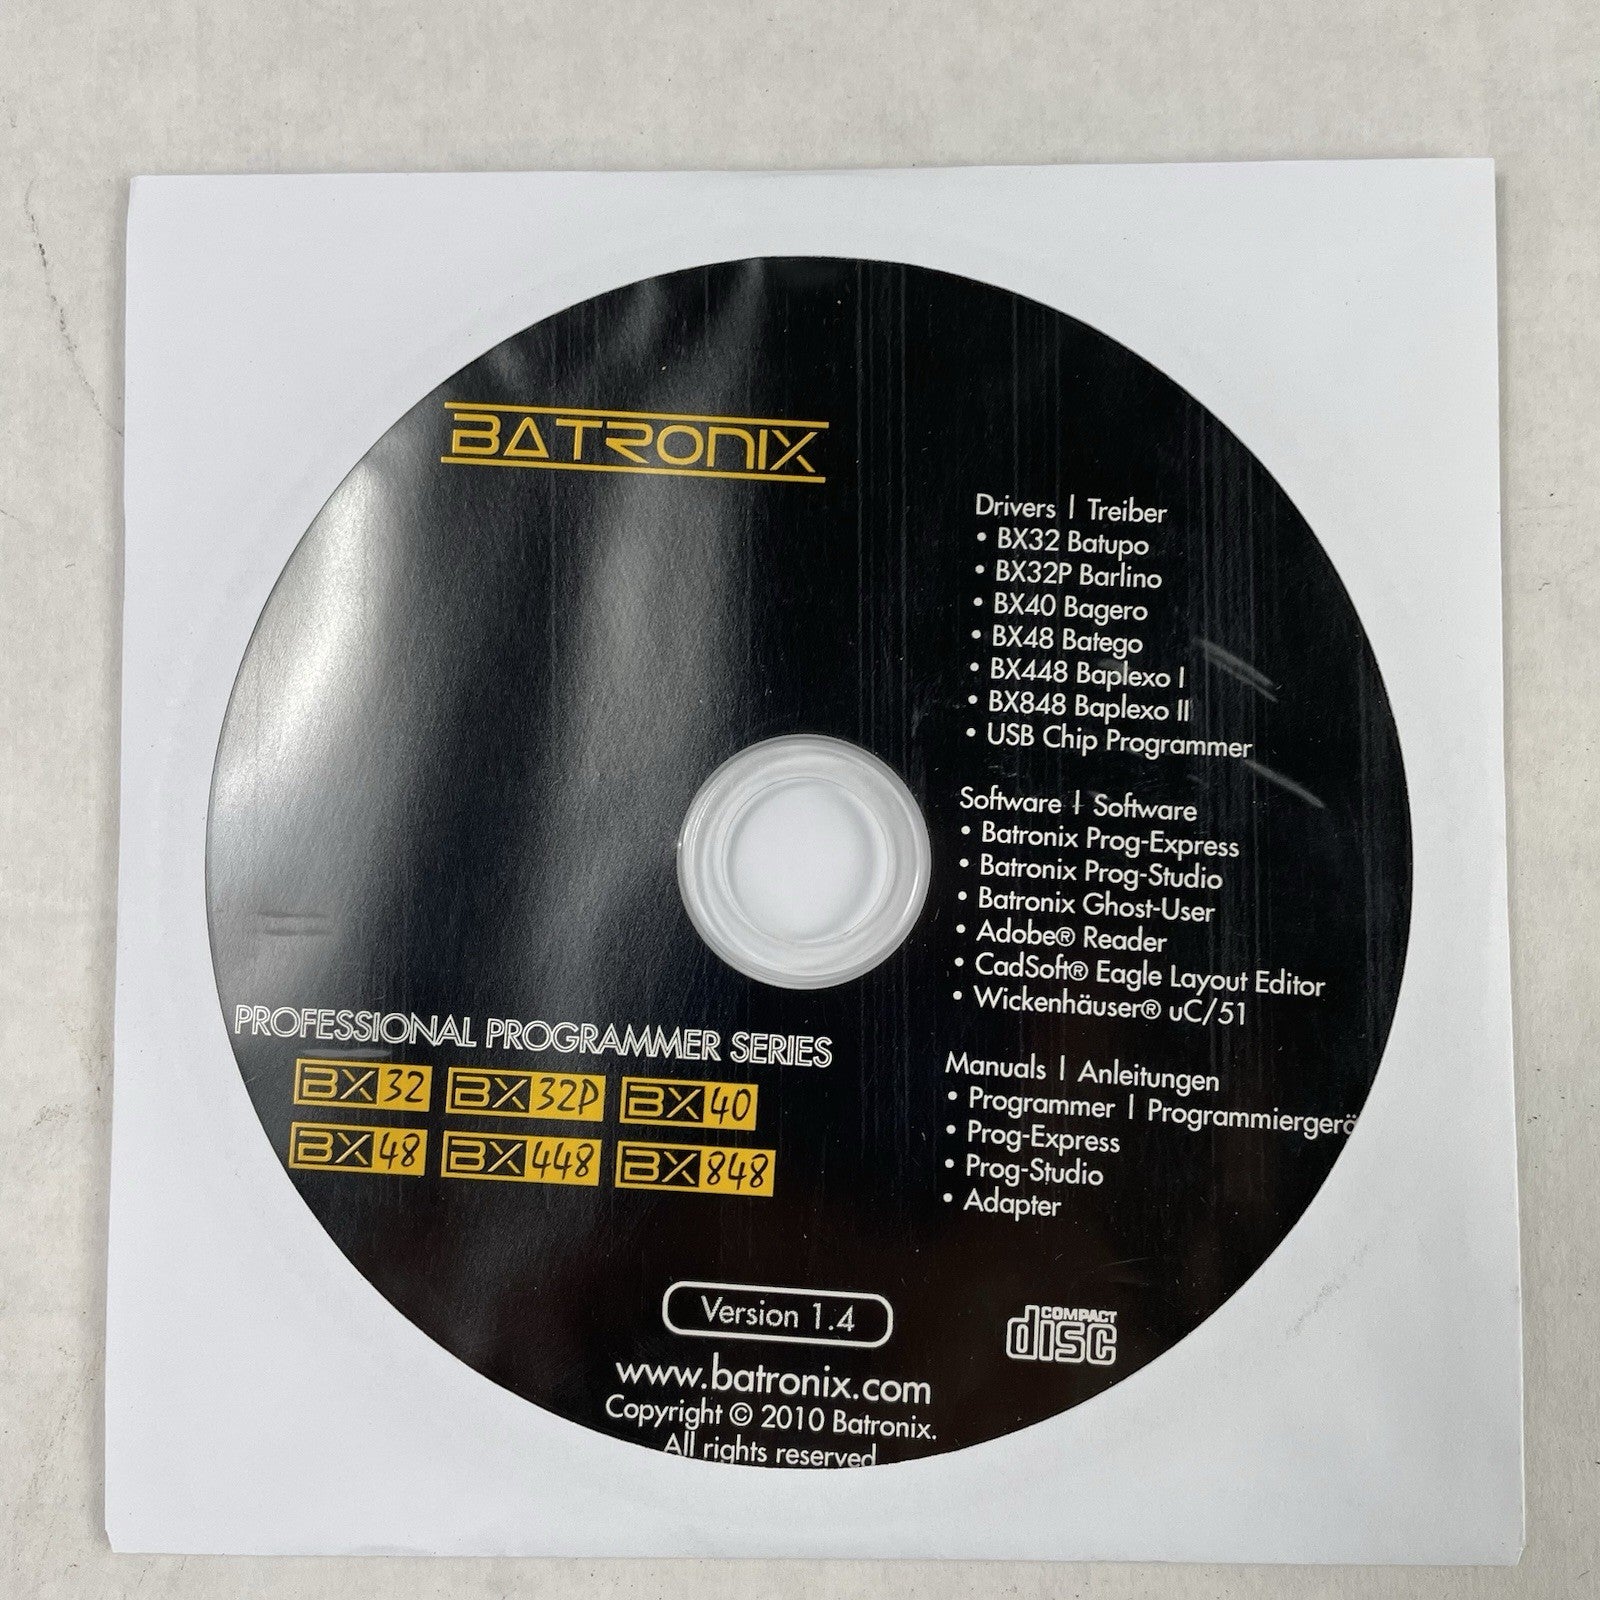 BATRONIX
Drivers | Treiber
• BX32 Batupo
• BX32P Barlino
• BX40 Bagero
• BX48 Batego
• BX448 Baplexo I
• BX848 Baplexo II
• USB Chip Programmer
Software | Software
• Batronix Prog-Express
• Batronix Prog-Studio
• Batronix Ghost-User
• Adobe® Reader
• CadSoft® Eagle Layout Editor
• Wickenhäuser® uC/51
Manuals | Anleitungen
• Programmer | Programmiergerä
• Prog-Express
• Prog-Studio
• Adapter
PROFESSIONAL PROGRAMMER SERIES
BX32 BX32P BX40
BX48 BX448 BX848
Version 1.4
COMPACT
disc
www.batronix.com
Copyright © 2010 Batronix.
All rights reserved